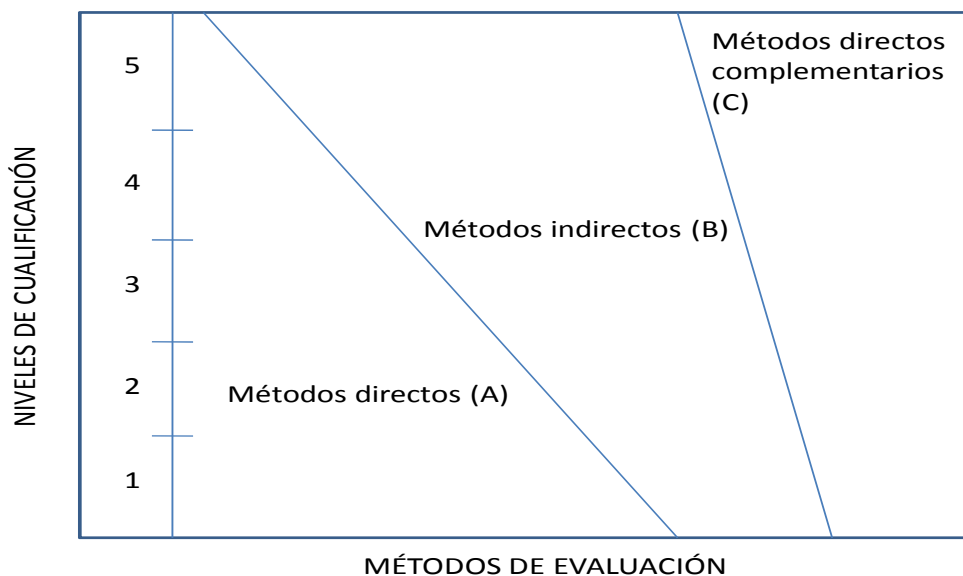 NIVELES DE CUALIFICACIÓN
5
4
3
2
1
Métodos directos
complementarios
(C)
Métodos indirectos (B)
Métodos directos (A)
MÉTODOS DE EVALUACIÓN